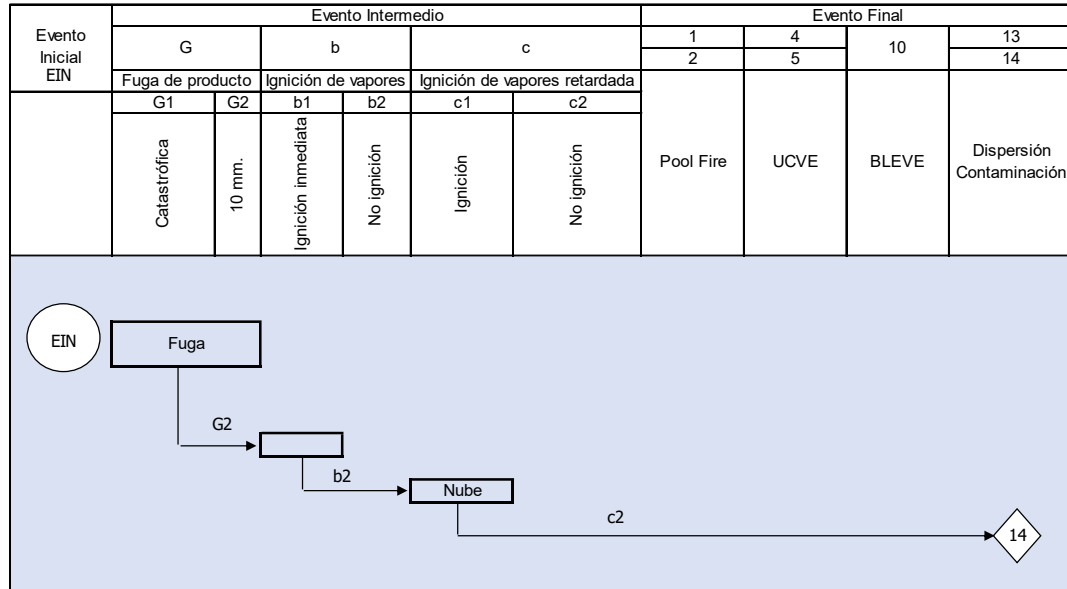 Evento Inicial EIN
Evento Intermedio
Evento Final
G
b
c
1
4
10
13
2
5
14
Fuga de producto
Ignición de vapores
Ignición de vapores retardada
G1
G2
b1
b2
c1
c2
Catastrófica
10 mm.
Ignición inmediata
No ignición
Ignición
No ignición
Pool Fire
UCVE
BLEVE
Dispersión
Contaminación
EIN
Fuga
G2
b2
Nube
c2
14